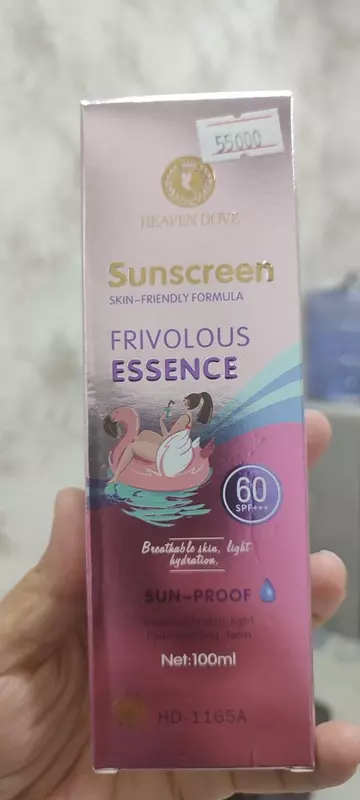 55000
HEAVEN DOVE
Sunscreen
SKIN-FRIENDLY FORMULA
FRIVOLOUS
ESSENCE
60
SPF+++
Breathable skin, light
hydration.
SUN-PROOF
Net:100ml
HD-1165A